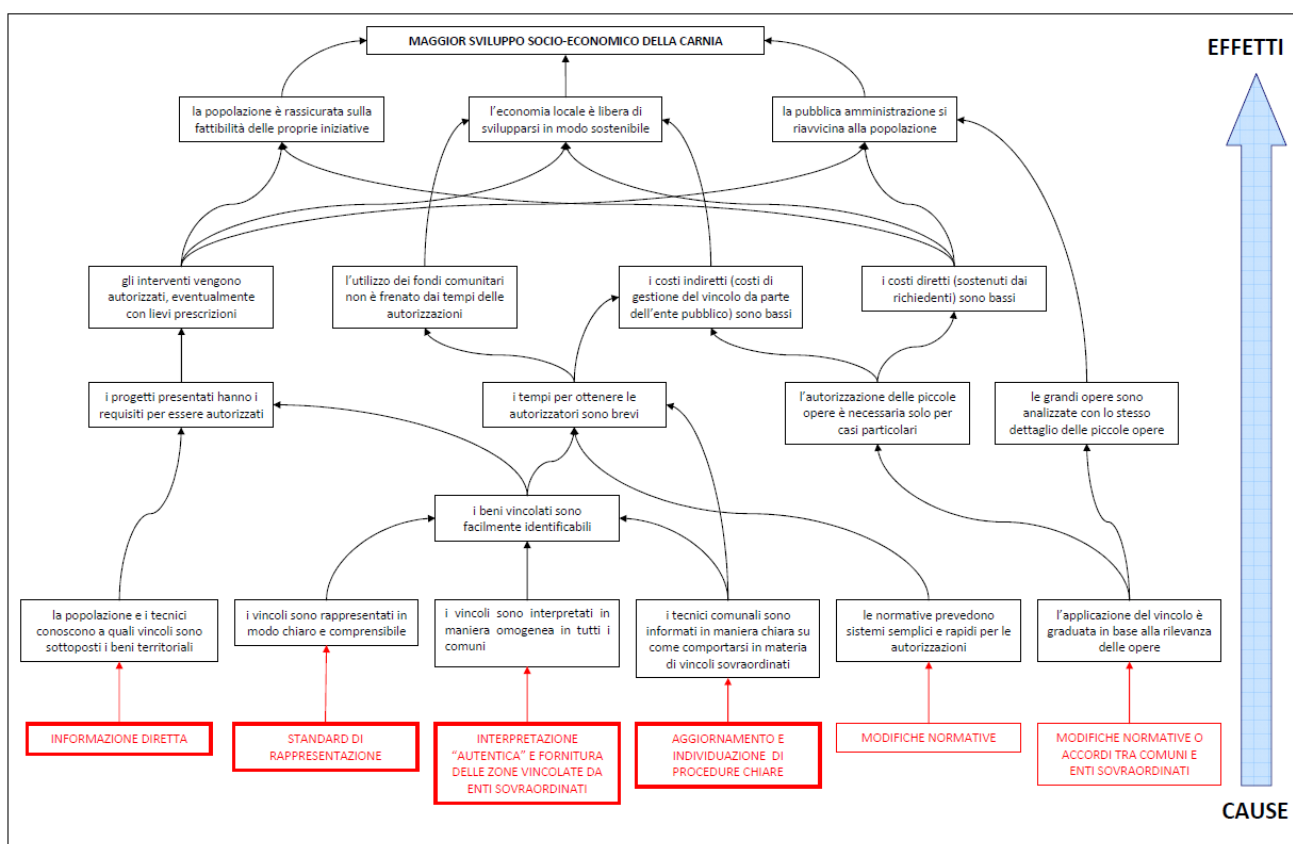 MAGGIOR SVILUPPO SOCIO-ECONOMICO DELLA CARNIA
EFFETTI
la popolazione è rassicurata sulla
fattibilità delle proprie iniziative
l'economia locale è libera di
svilupparsi in modo sostenibile
la pubblica amministrazione si
riavvicina alla popolazione
gli interventi vengono
autorizzati, eventualmente
con lievi prescrizioni
l'utilizzo dei fondi comunitari
non è frenato dai tempi delle
autorizzazioni
i costi indiretti (costi di
gestione del vincolo da parte
dell'ente pubblico) sono bassi
i costi diretti (sostenuti dai
richiedenti) sono bassi
i progetti presentati hanno i
requisiti per essere autorizzati
i tempi per ottenere le
autorizzatori sono brevi
l'autorizzazione delle piccole
opere è necessaria solo per
casi particolari
le grandi opere sono
analizzate con lo stesso
dettaglio delle piccole opere
i beni vincolati sono
facilmente identificabili
la popolazione e i tecnici
conoscono a quali vincoli sono
sottoposti i beni territoriali
i vincoli sono rappresentati in
modo chiaro e comprensibile
i vincoli sono interpretati in
maniera omogenea in tutti i
comuni
i tecnici comunali sono
informati in maniera chiara su
come comportarsi in materia
di vincoli sovraordinati
le normative prevedono
sistemi semplici e rapidi per le
autorizzazioni
l'applicazione del vincolo è
graduata in base alla rilevanza
delle opere
INFORMAZIONE DIRETTA
STANDARD DI
RAPPRESENTAZIONE
INTERPRETAZIONE
"AUTENTICA" E FORNITURA
DELLE ZONE VINCOLATE DA
ENTI SOVRAORDINATI
AGGIORNAMENTO E
INDIVIDUAZIONE DI
PROCEDURE CHIARE
MODIFICHE NORMATIVE
MODIFICHE NORMATIVE O
ACCORDI TRA COMUNI E
ENTI SOVRAORDINATI
CAUSE